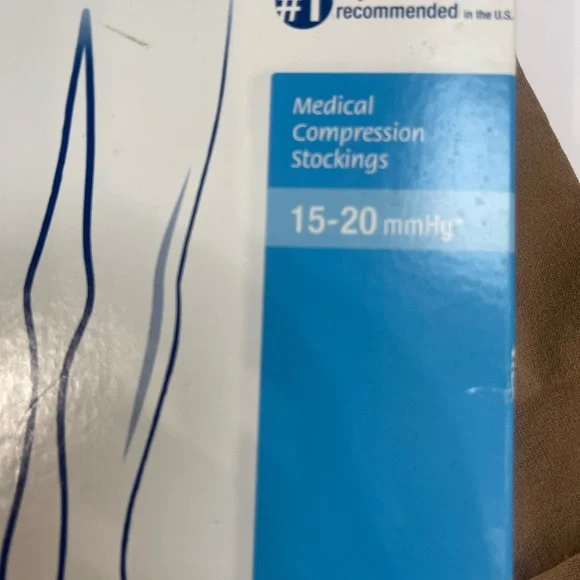 #1
recommended in the U.S.
Medical
Compression
Stockings
15-20 mmHg*